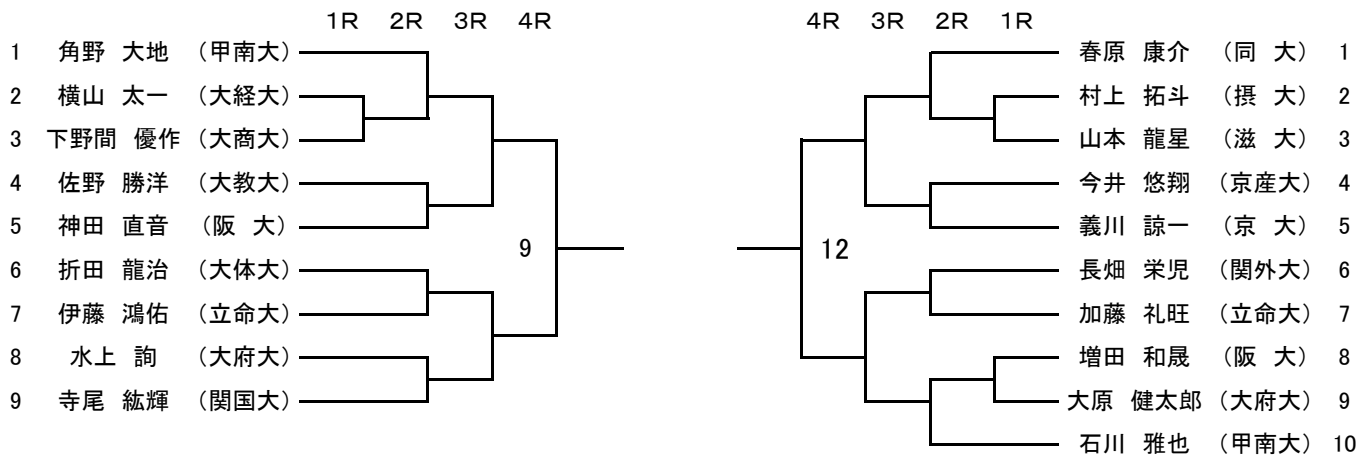 1R 2R 3R 4R
1 角野 大地 （甲南大）
2 横山 太一 （大経大）
3 下野間 優作 （大商大）
4 佐野 勝洋 （大教大）
5 神田 直音 （阪 大）
9
6 折田 龍治 （大体大）
7 伊藤 鴻佑 （立命大）
8 水上 詢 （大府大）
9 寺尾 紘輝 （関国大）
4R 3R 2R 1R
春原 康介 （同 大） 1
村上 拓斗 （摂 大） 2
山本 龍星 （滋 大） 3
今井 悠翔 （京産大） 4
義川 諒一 （京 大） 5
12
長畑 栄児 （関外大） 6
加藤 礼旺 （立命大） 7
増田 和晟 （阪 大） 8
大原 健太郎 （大府大） 9
石川 雅也 （甲南大） 10